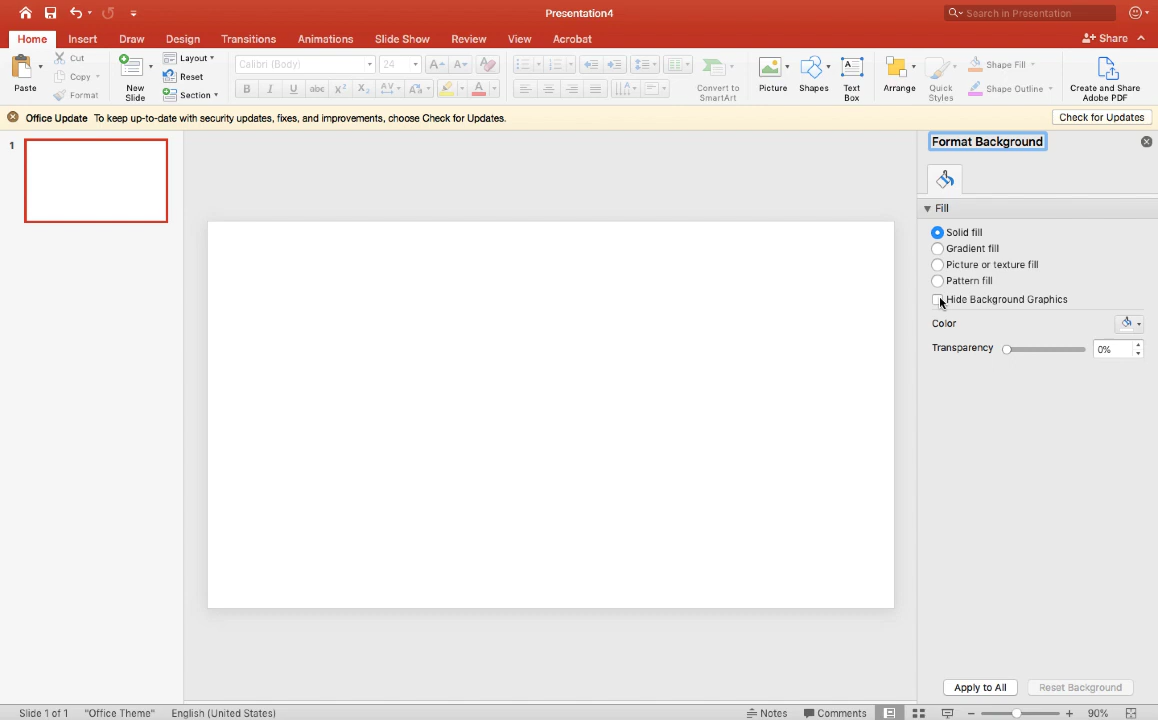 Presentation4
Search in Presentation
Home Insert Draw Design Transitions Animations Slide Show Review View Acrobat
Share
Paste
Cut
Copy
Format
New Slide
Layout
Reset
Section
Calibri (Body) 24
B I U abc X² X₂ AV Aa A
Convert to SmartArt
Picture
Shapes
Text Box
Arrange
Quick Styles
Shape Fill
Shape Outline
Create and Share Adobe PDF
Office Update To keep up-to-date with security updates, fixes, and improvements, choose Check for Updates.
Check for Updates
1
Format Background
Fill
Solid fill
Gradient fill
Picture or texture fill
Pattern fill
Hide Background Graphics
Color
Transparency 0%
Apply to All
Reset Background
Slide 1 of 1 "Office Theme" English (United States)
Notes
Comments
90%